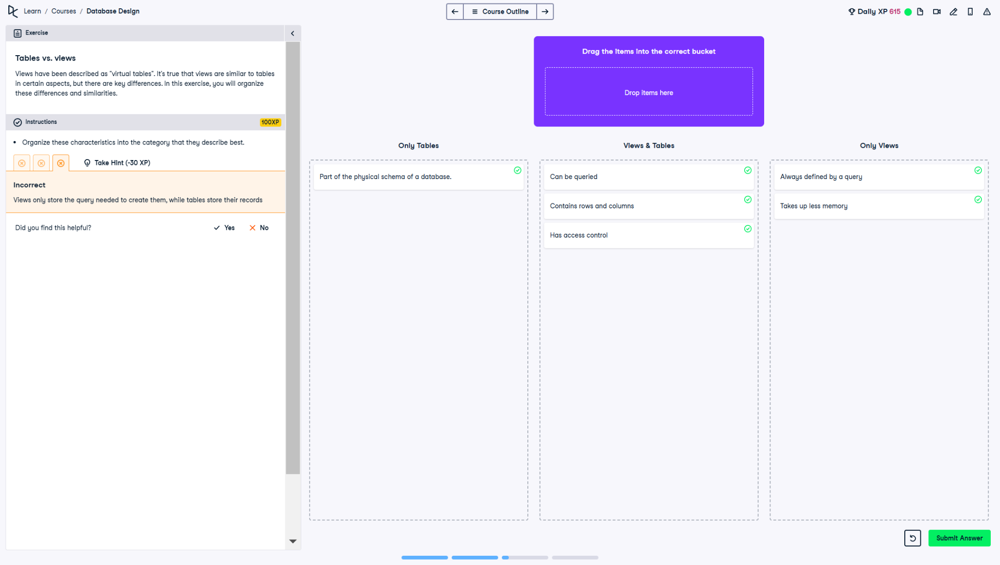 Learn / Courses / Database Design
Course Outline
Daily XP 615
Exercise
Tables vs. views
Views have been described as "virtual tables". It's true that views are similar to tables
in certain aspects, but there are key differences. In this exercise, you will organize
these differences and similarities.
Instructions
100XP
• Organize these characteristics into the category that they describe best.
Take Hint (-30 XP)
Incorrect
Views only store the query needed to create them, while tables store their records
Did you find this helpful?
Yes
No
Drag the items into the correct bucket
Drop items here
Only Tables
Part of the physical schema of a database.
Views & Tables
Can be queried
Contains rows and columns
Has access control
Only Views
Always defined by a query
Takes up less memory
Submit Answer